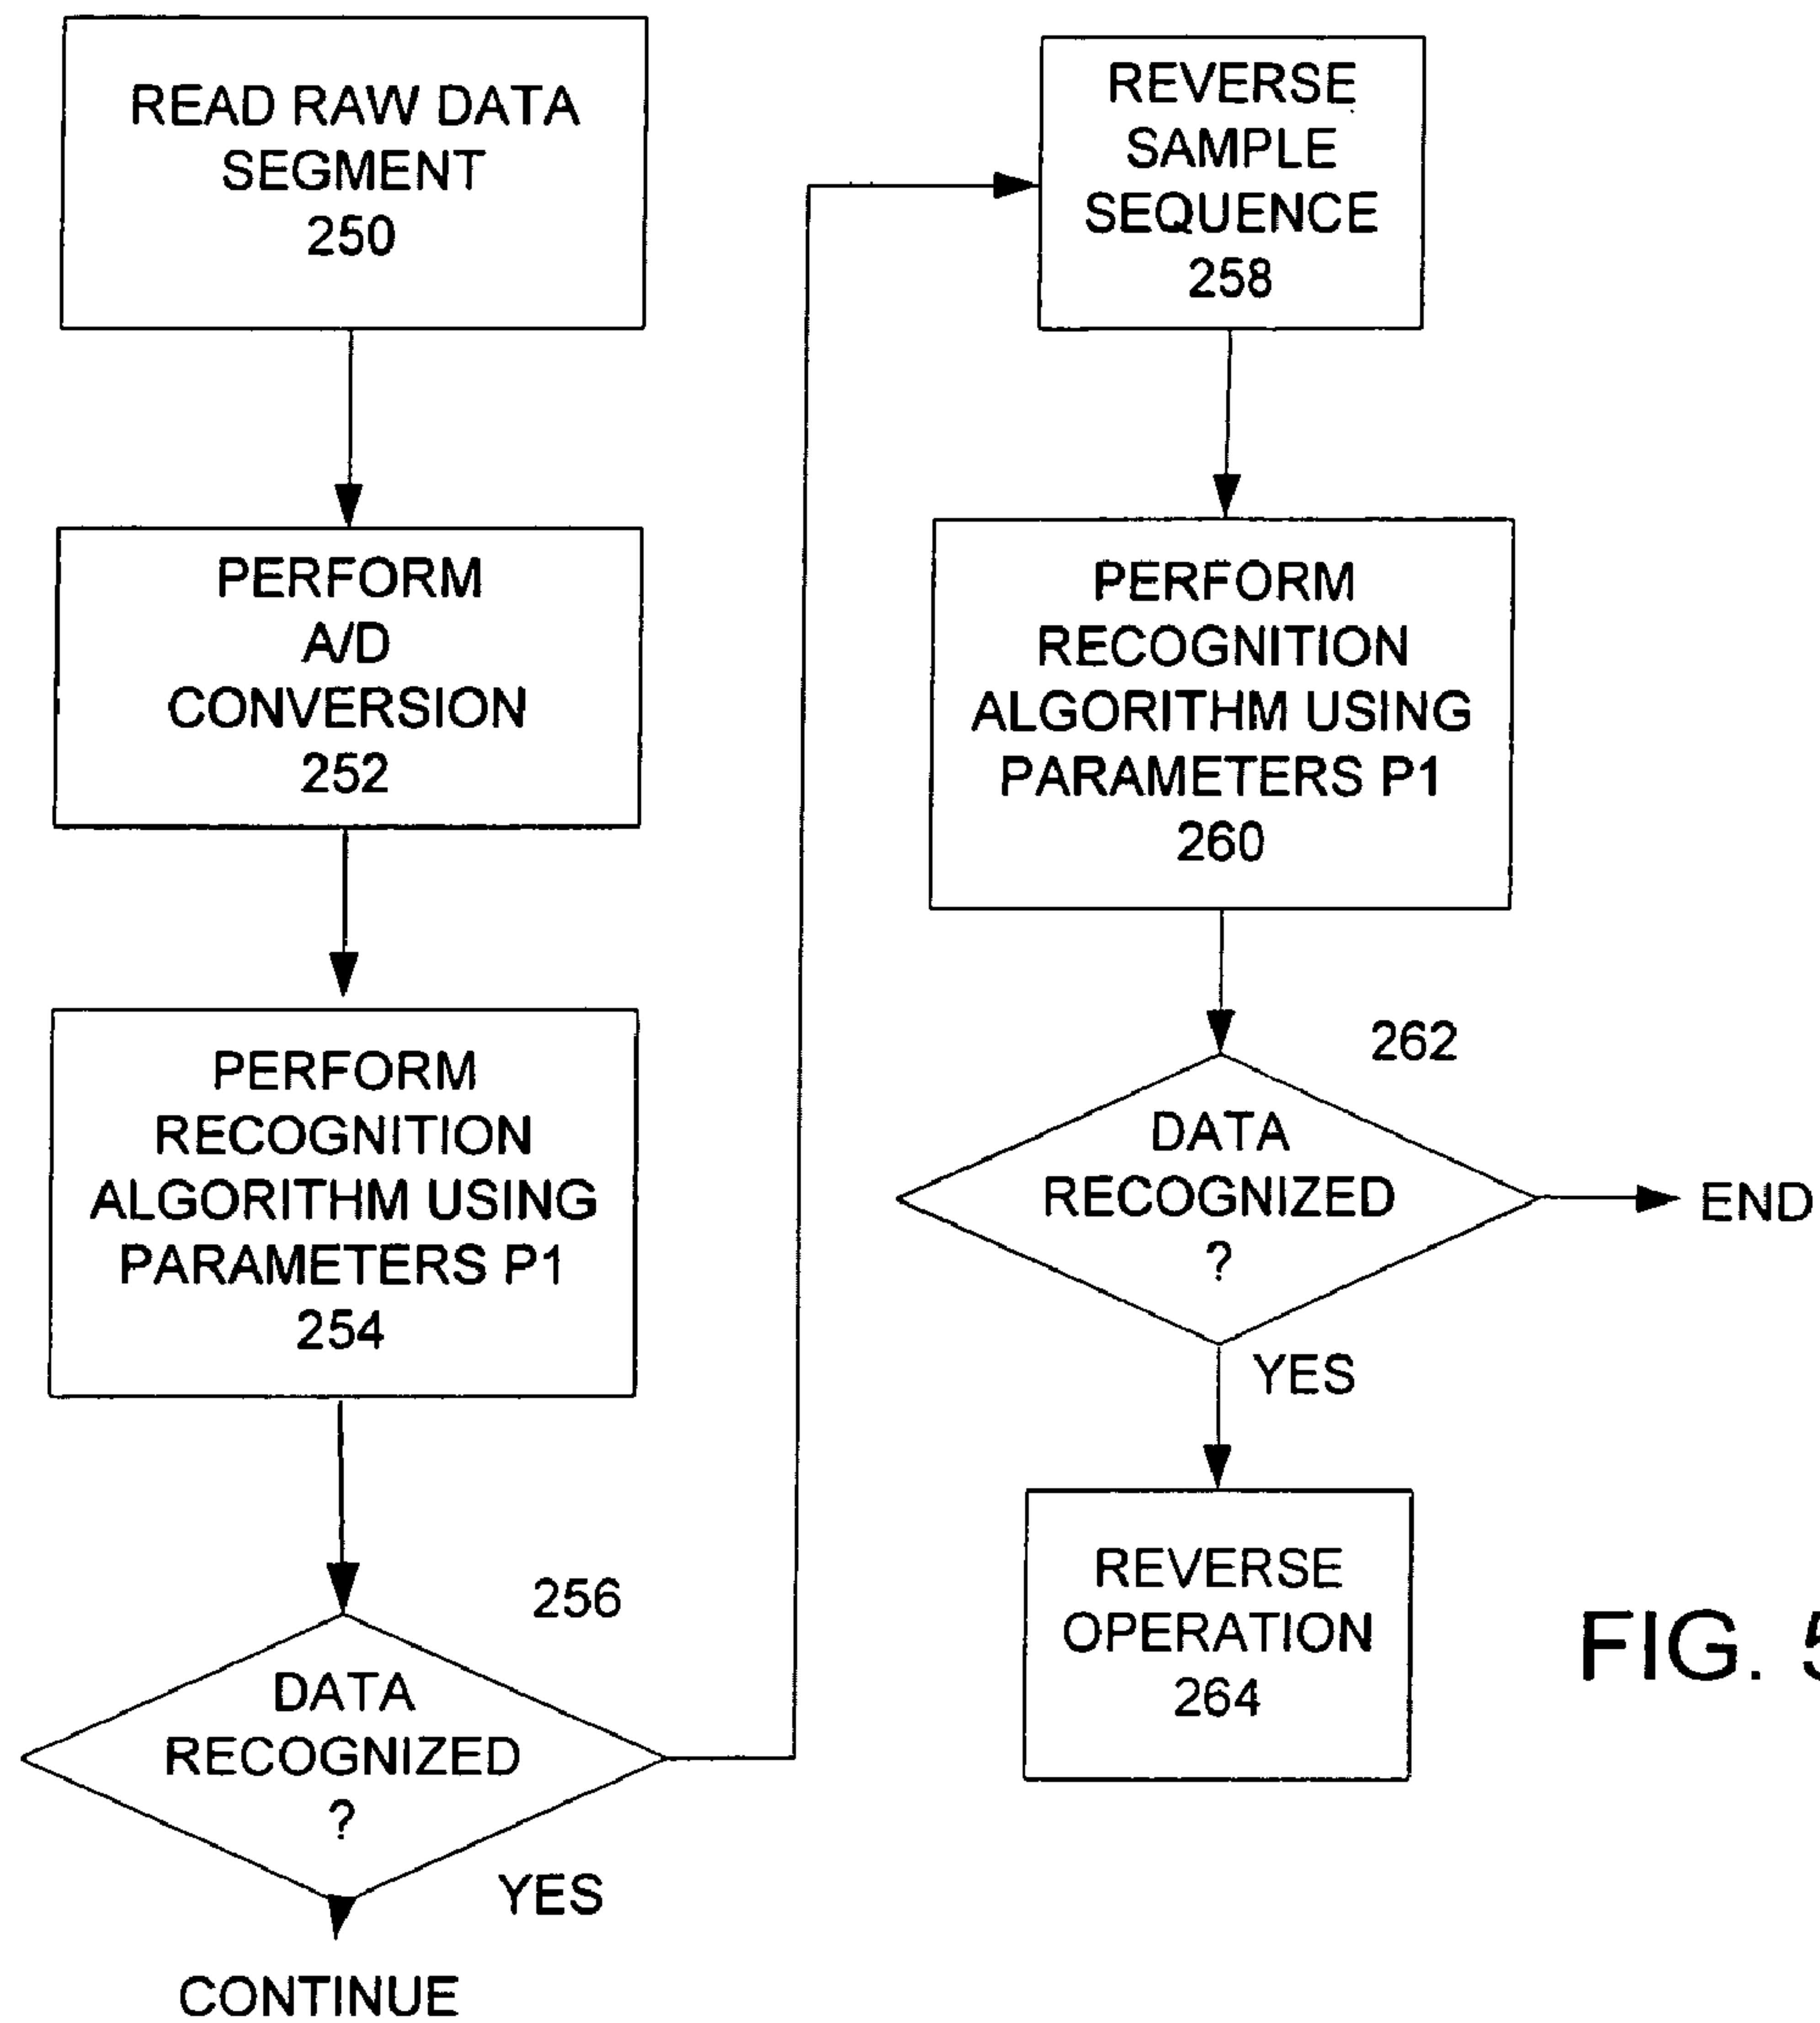 READ RAW DATA
SEGMENT
250
PERFORM
A/D
CONVERSION
252
PERFORM
RECOGNITION
ALGORITHM USING
PARAMETERS P1
254
256
DATA
RECOGNIZED
?
YES
CONTINUE
REVERSE
SAMPLE
SEQUENCE
258
PERFORM
RECOGNITION
ALGORITHM USING
PARAMETERS P1
260
262
DATA
RECOGNIZED
?
END
YES
REVERSE
OPERATION
264
FIG. 5